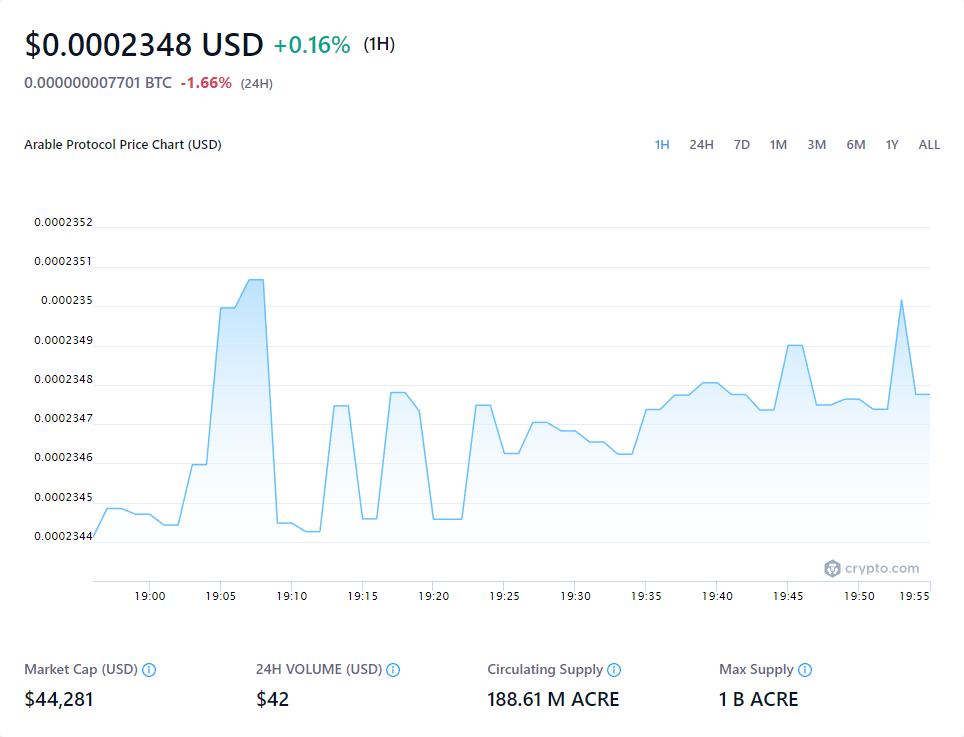 $0.0002348 USD +0.16% (1H)
0.000000007701 BTC -1.66% (24H)
Arable Protocol Price Chart (USD) 1H 24H 7D 1M 3M 6M 1Y ALL
0.0002352
0.0002351
0.000235
0.0002349
0.0002348
0.0002347
0.0002346
0.0002345
0.0002344
crypto.com
19:00 19:05 19:10 19:15 19:20 19:25 19:30 19:35 19:40 19:45 19:50 19:55
Market Cap (USD) 24H VOLUME (USD) Circulating Supply Max Supply
$44,281 $42 188.61 M ACRE 1 B ACRE